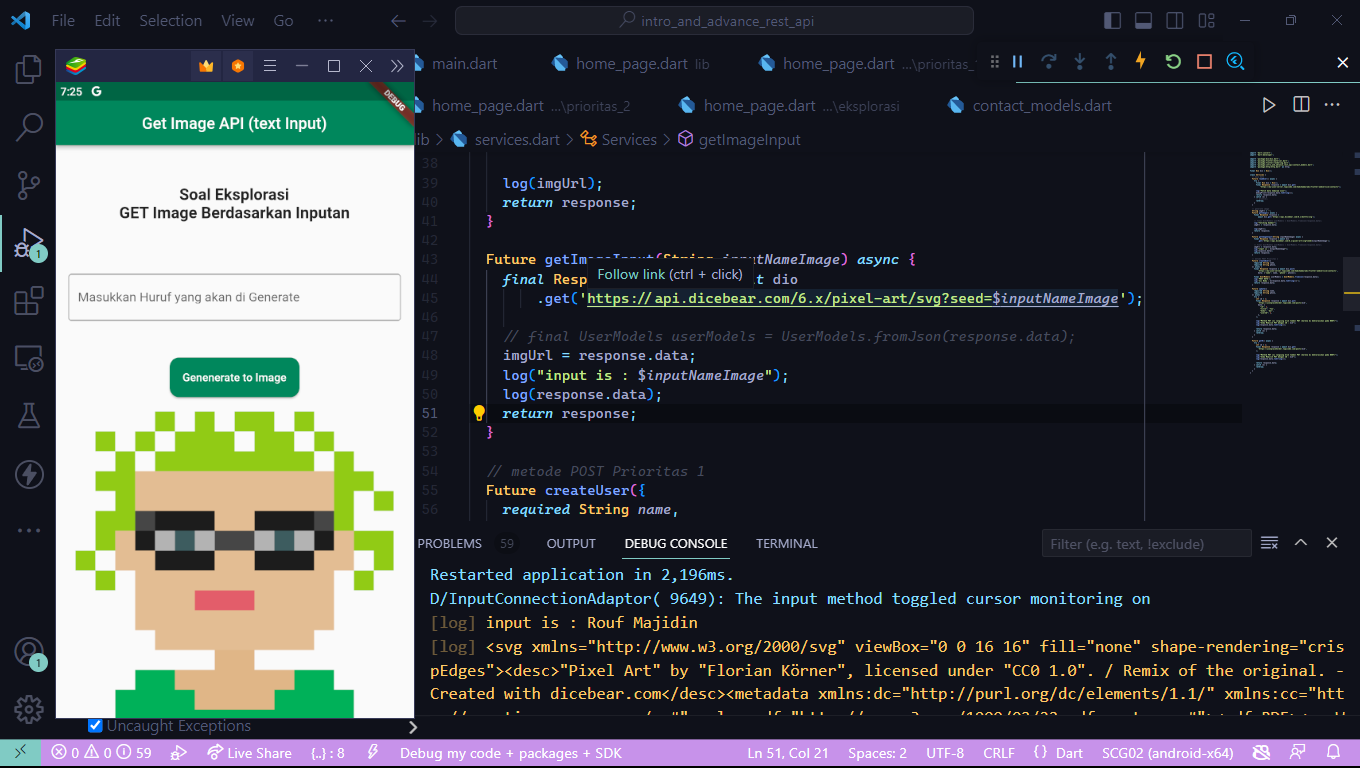 File Edit Selection View Go ··· intro_and_advance_rest_api
main.dart home_page.dart lib home_page.dart ...\prioritas_
home_page.dart ...\prioritas_2 home_page.dart ...\eksplorasi contact_models.dart
lib > services.dart > Services > getImageInput
7:25 G
DEBUG
Get Image API (text Input)
Soal Eksplorasi
GET Image Berdasarkan Inputan
Masukkan Huruf yang akan di Generate
Genenerate to Image
38
39 log(imgUrl);
40 return response;
41 }
42
43 Future getImageInput(String inputNameImage) async {
Follow link (ctrl + click)
44 final Resp t dio
45 .get('https://api.dicebear.com/6.x/pixel-art/svg?seed=$inputNameImage');
46
47 // final UserModels userModels = UserModels.fromJson(response.data);
48 imgUrl = response.data;
49 log("input is : $inputNameImage");
50 log(response.data);
51 return response;
52 }
53
54 // metode POST Prioritas 1
55 Future createUser({
56 required String name,
PROBLEMS 59 OUTPUT DEBUG CONSOLE TERMINAL Filter (e.g. text, !exclude)
Restarted application in 2,196ms.
D/InputConnectionAdaptor( 9649): The input method toggled cursor monitoring on
[log] input is : Rouf Majidin
[log] <svg xmlns="http://www.w3.org/2000/svg" viewBox="0 0 16 16" fill="none" shape-rendering="cris
pEdges"><desc>"Pixel Art" by "Florian Körner", licensed under "CC0 1.0". / Remix of the original. -
Created with dicebear.com</desc><metadata xmlns:dc="http://purl.org/dc/elements/1.1/" xmlns:cc="htt
1
1
Uncaught Exceptions
0 0 59 Live Share {..} : 8 Debug my code + packages + SDK Ln 51, Col 21 Spaces: 2 UTF-8 CRLF {} Dart SCG02 (android-x64)